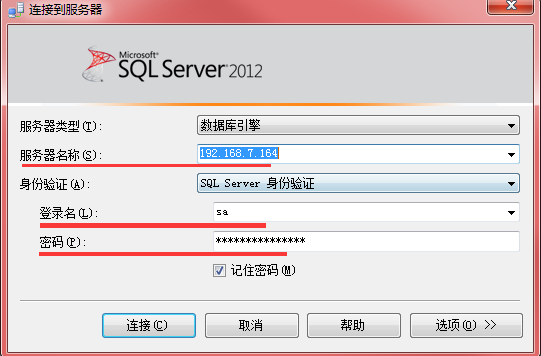 连接到服务器
Microsoft®
SQL Server 2012
服务器类型(T):
数据库引擎
服务器名称(S):
192.168.7.164
身份验证(A):
SQL Server 身份验证
登录名(L):
sa
密码(P):
***************
记住密码(M)
连接(C)
取消
帮助
选项(O) >>